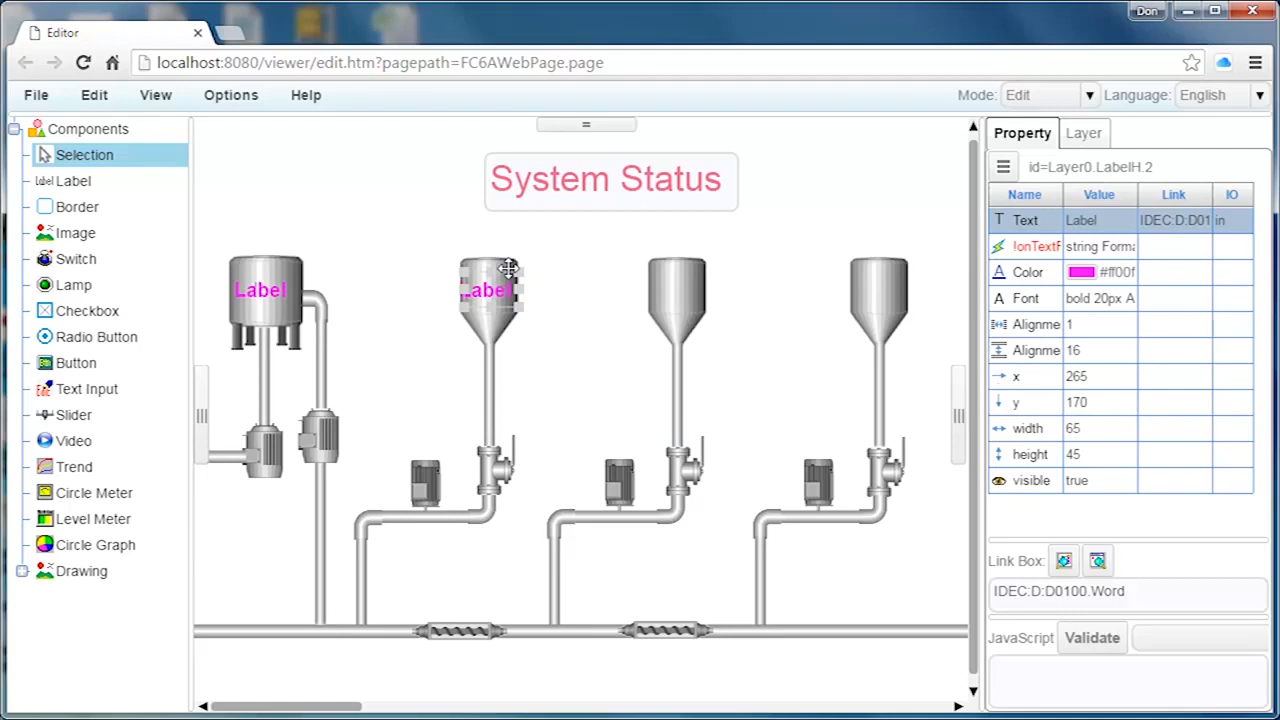 Don
Editor
localhost:8080/viewer/edit.htm?pagepath=FC6AWebPage.page
File Edit View Options Help Mode: Edit Language: English
Components
Selection
Label Label
Border
Image
Switch
Lamp
Checkbox
Radio Button
Button
Text Input
Slider
Video
Trend
Circle Meter
Level Meter
Circle Graph
Drawing
System Status
Label Label
Property Layer
id=Layer0.LabelH.2
Name Value Link IO
T Text Label IDEC:D:D01 in
!onTextF string Forma
A Color #ff00f
A Font bold 20px A
Alignme 1
Alignme 16
x 265
y 170
width 65
height 45
visible true
Link Box:
IDEC:D:D0100.Word
JavaScript Validate